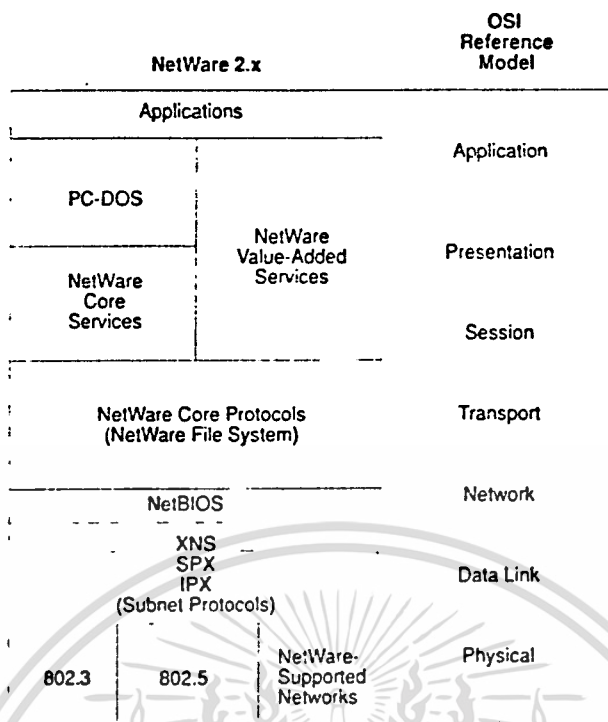 OSI
Reference
Model
NetWare 2.x
Applications
Application
PC-DOS
NetWare
Value-Added
Services
Presentation
NetWare
Core
Services
Session
NetWare Core Protocols
(NetWare File System)
Transport
Network
NetBIOS
XNS
SPX
IPX
(Subnet Protocols)
Data Link
802.3
802.5
NetWare-
Supported
Networks
Physical